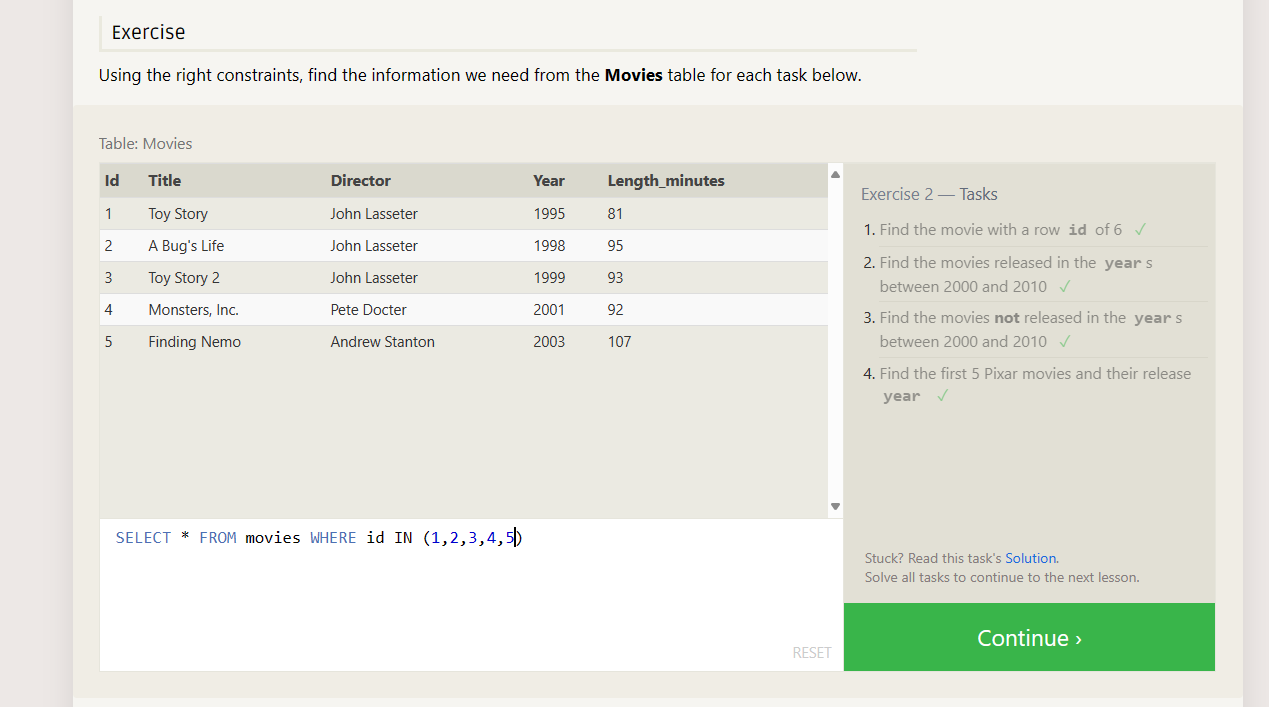 Exercise
Using the right constraints, find the information we need from the Movies table for each task below.
Table: Movies
Id Title Director Year Length_minutes
1 Toy Story John Lasseter 1995 81
2 A Bug's Life John Lasseter 1998 95
3 Toy Story 2 John Lasseter 1999 93
4 Monsters, Inc. Pete Docter 2001 92
5 Finding Nemo Andrew Stanton 2003 107
SELECT * FROM movies WHERE id IN (1,2,3,4,5)
RESET
Exercise 2 — Tasks
1. Find the movie with a row id of 6 ✓
2. Find the movies released in the year s
between 2000 and 2010 ✓
3. Find the movies not released in the year s
between 2000 and 2010 ✓
4. Find the first 5 Pixar movies and their release
year ✓
Stuck? Read this task's Solution.
Solve all tasks to continue to the next lesson.
Continue ›